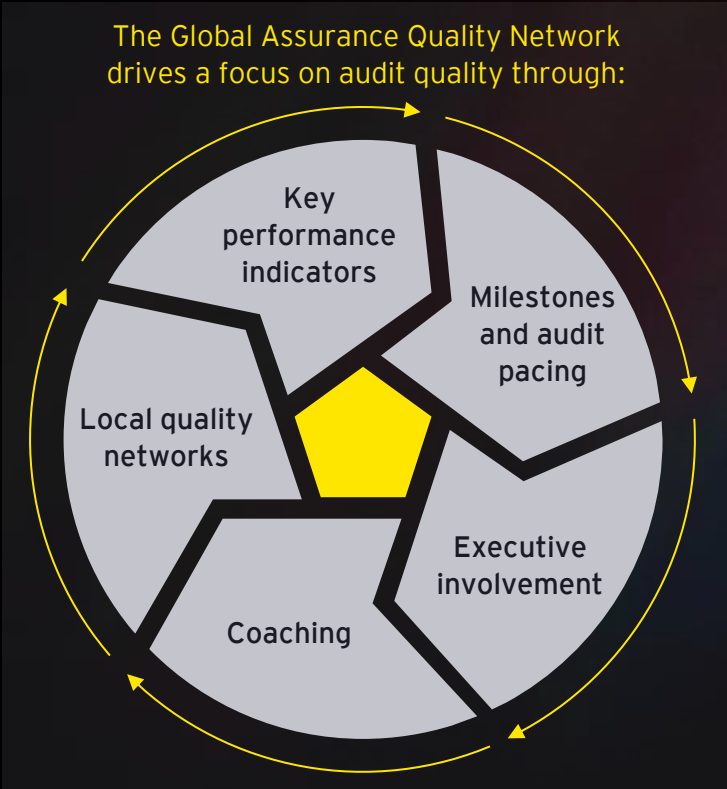 The Global Assurance Quality Network
drives a focus on audit quality through:
Key
performance
indicators
Milestones
and audit
pacing
Executive
involvement
Coaching
Local quality
networks